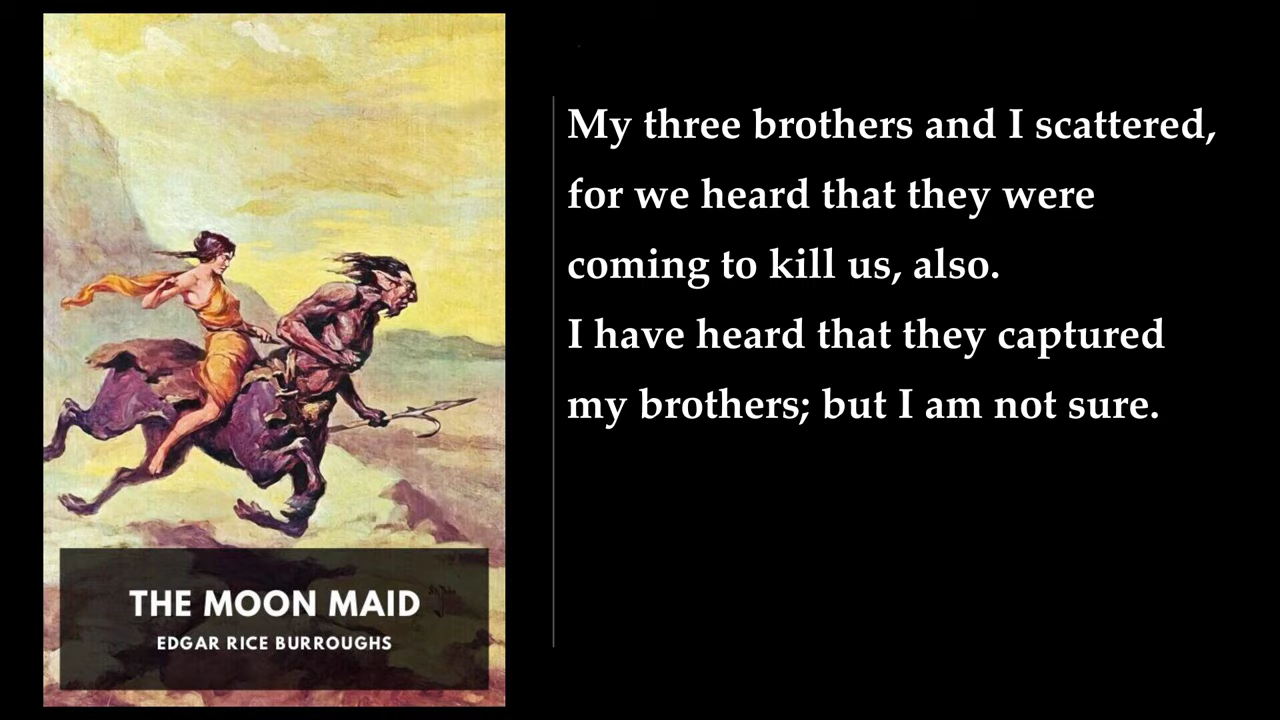 My three brothers and I scattered,
for we heard that they were
coming to kill us, also.
I have heard that they captured
my brothers; but I am not sure.
THE MOON MAID
EDGAR RICE BURROUGHS